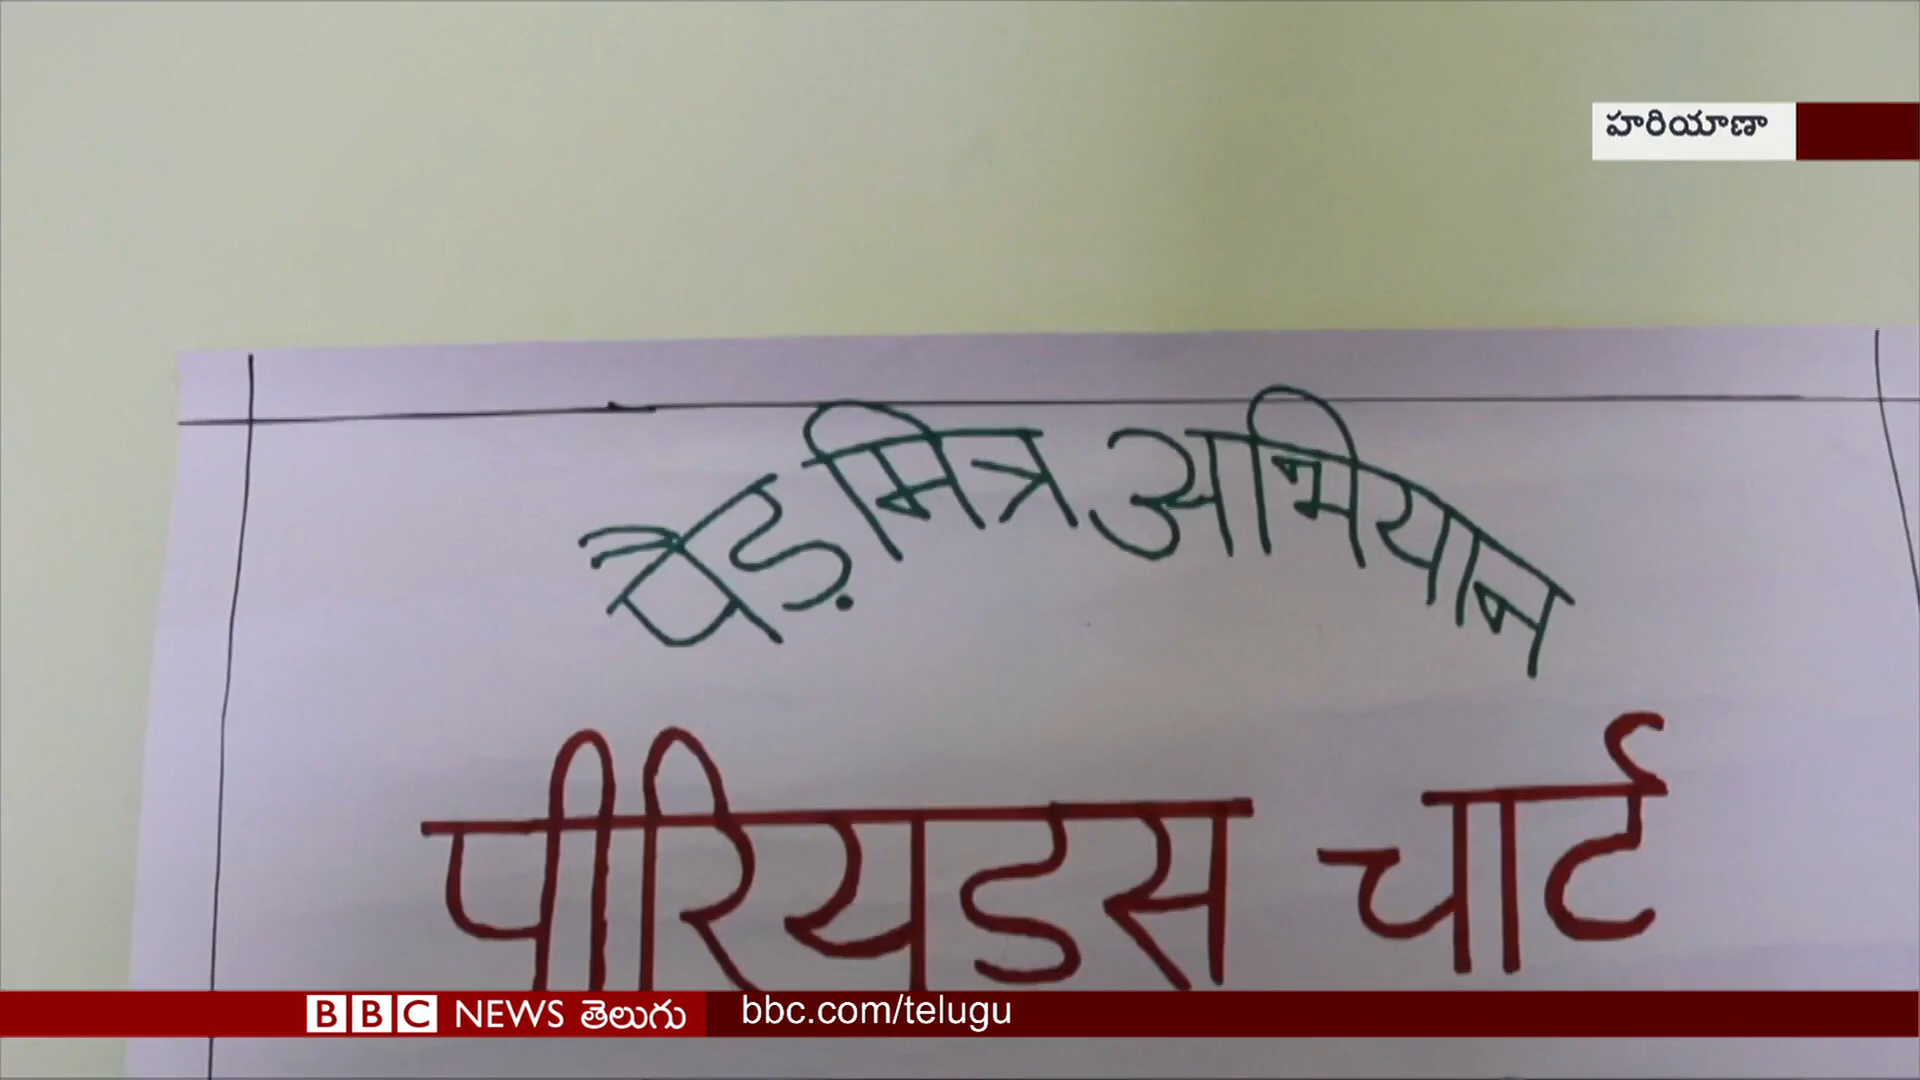 హరియాణా
पैड़ मित्र अभियान
पीरियडस चार्ट
BBC NEWS తెలుగు bbc.com/telugu